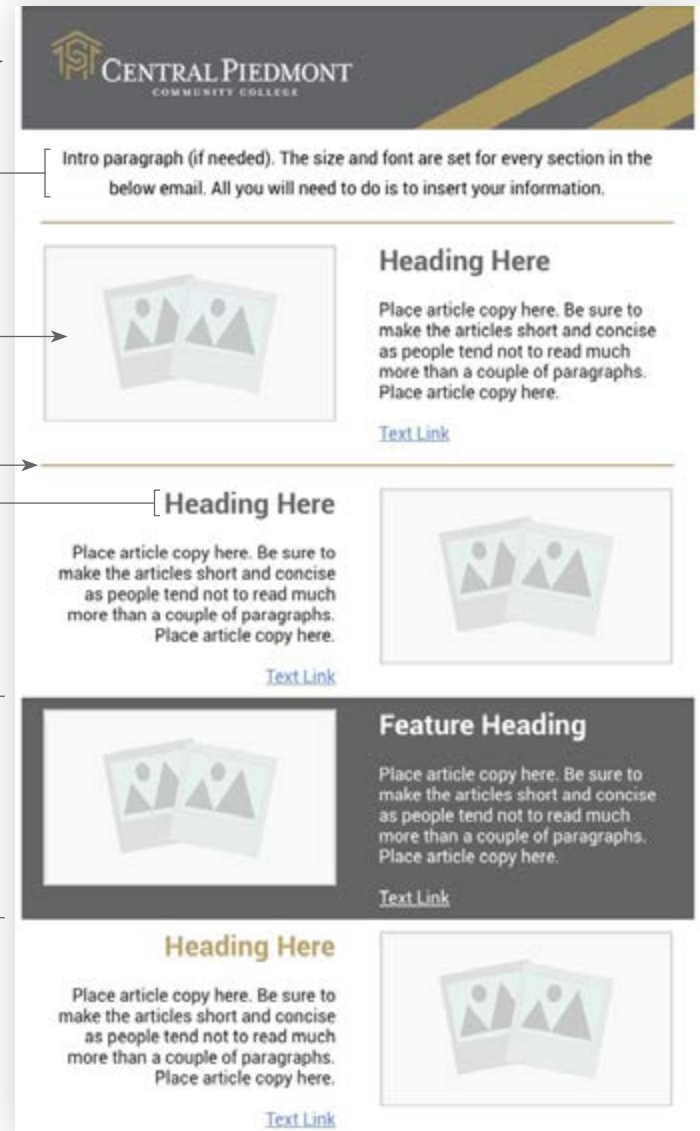 CENTRAL PIEDMONT
COMMUNITY COLLEGE
Intro paragraph (if needed). The size and font are set for every section in the
below email. All you will need to do is to insert your information.
Heading Here
Place article copy here. Be sure to
make the articles short and concise
as people tend not to read much
more than a couple of paragraphs.
Place article copy here.
Text Link
Heading Here
Place article copy here. Be sure to
make the articles short and concise
as people tend not to read much
more than a couple of paragraphs.
Place article copy here.
Text Link
Feature Heading
Place article copy here. Be sure to
make the articles short and concise
as people tend not to read much
more than a couple of paragraphs.
Place article copy here.
Text Link
Heading Here
Place article copy here. Be sure to
make the articles short and concise
as people tend not to read much
more than a couple of paragraphs.
Place article copy here.
Text Link